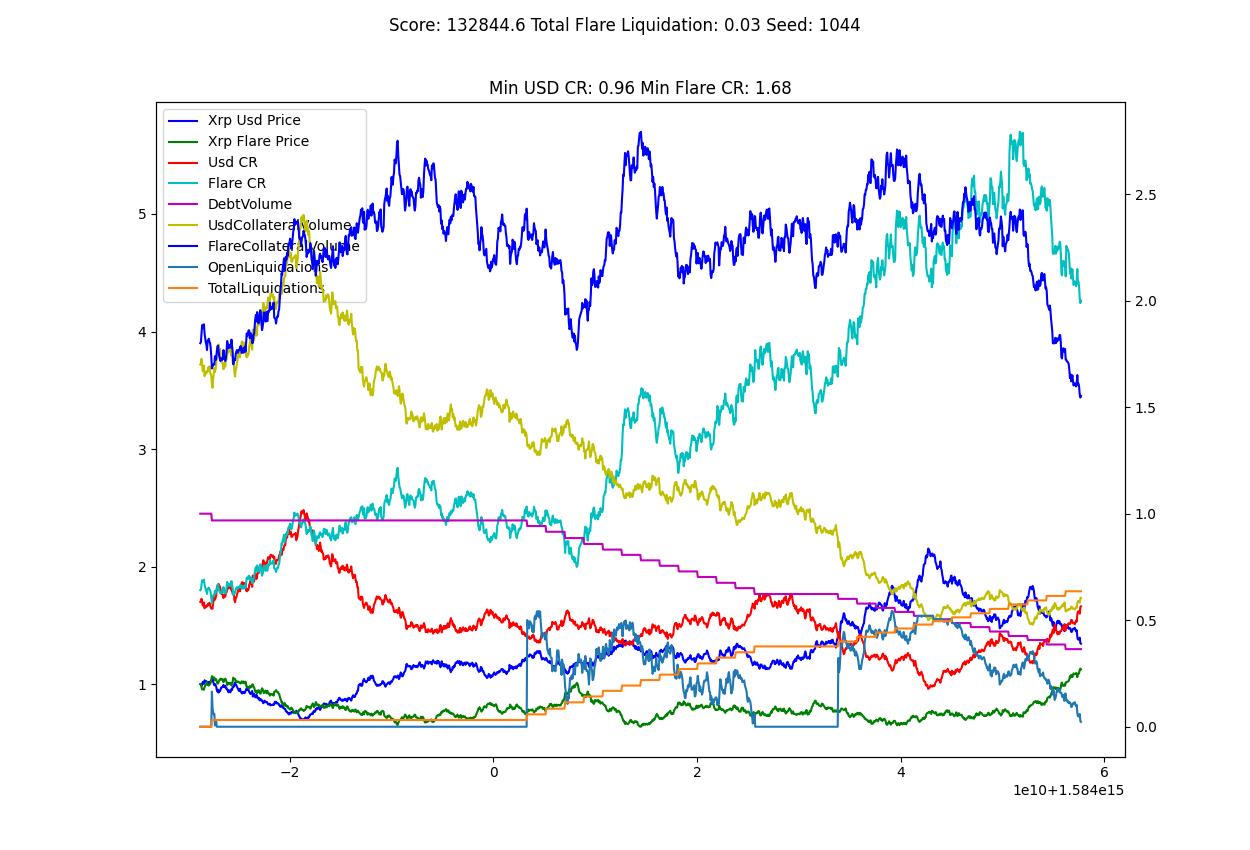 Score: 132844.6 Total Flare Liquidation: 0.03 Seed: 1044
Min USD CR: 0.96 Min Flare CR: 1.68
Xrp Usd Price
Xrp Flare Price
Usd CR
Flare CR
DebtVolume
UsdCollateralVolume
FlareCollateralVolume
OpenLiquidations
TotalLiquidations
5
4
3
2
1
2.5
2.0
1.5
1.0
0.5
0.0
−2
0
2
4
6
1e10+1.584e15